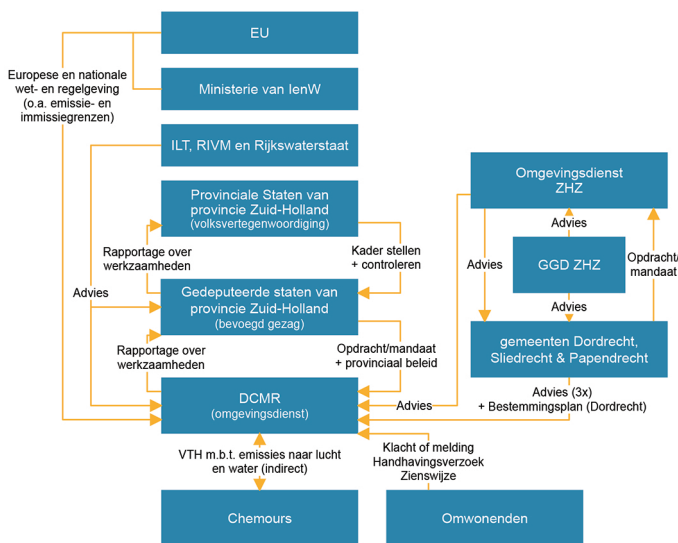 EU
Europese en nationale
wet- en regelgeving
(o.a. emissie- en
immissiegrenzen)
Ministerie van IenW
ILT, RIVM en Rijkswaterstaat
Omgevingsdienst
ZHZ
Provinciale Staten van
provincie Zuid-Holland
(volksvertegenwoordiging)
Advies
Rapportage over
werkzaamheden
Kader stellen
+ controleren
Advies
GGD ZHZ
Opdracht/
mandaat
Advies
Gedeputeerde staten van
provincie Zuid-Holland
(bevoegd gezag)
Advies
Rapportage over
werkzaamheden
Opdracht/mandaat
+ provinciaal beleid
gemeenten Dordrecht,
Sliedrecht & Papendrecht
DCMR
(omgevingsdienst)
Advies
Advies (3x)
+ Bestemmingsplan (Dordrecht)
VTH m.b.t. emissies naar lucht
en water (indirect)
Klacht of melding
Handhavingsverzoek
Zienswijze
Chemours
Omwonenden